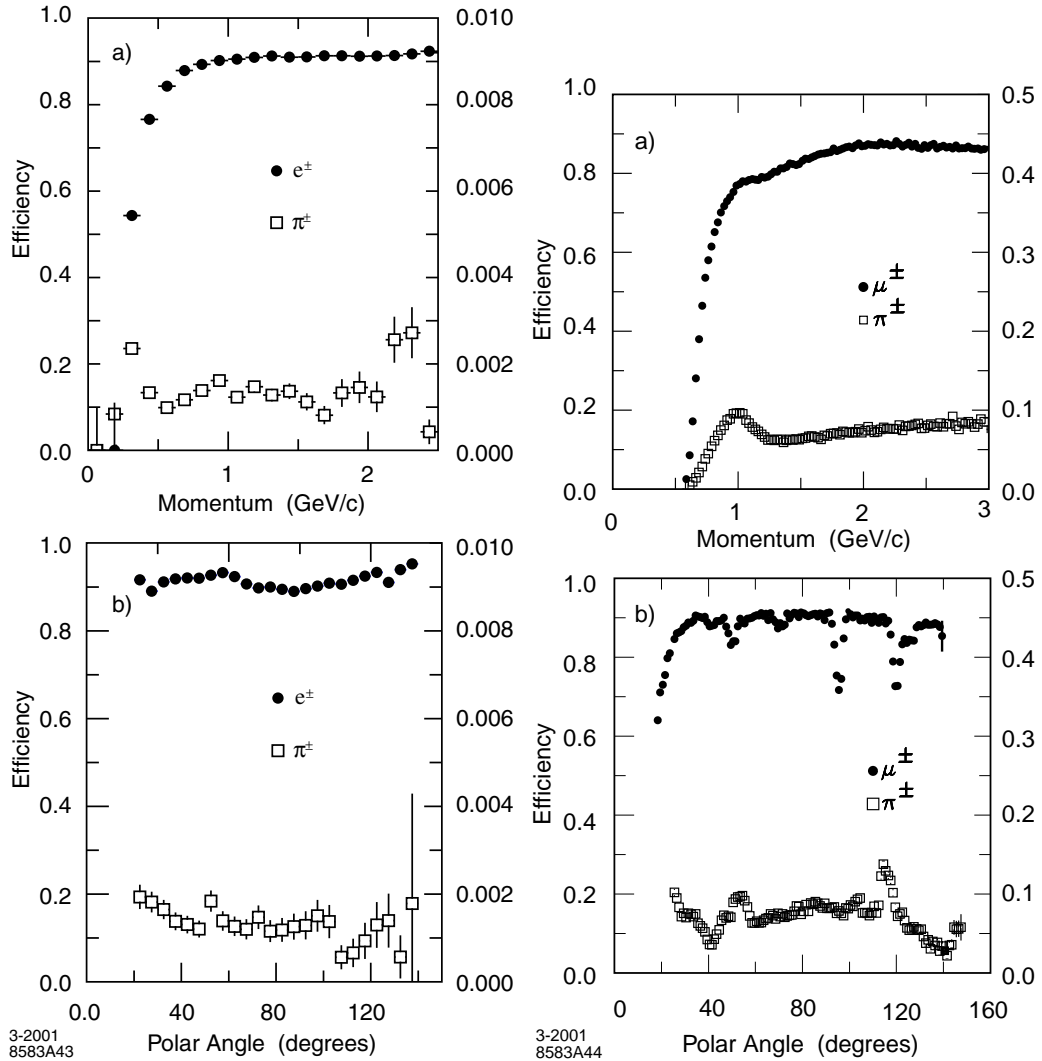 1.0
0.8
0.6
0.4
0.2
0.0
Efficiency
a)
e±
π±
0.010
0.008
0.006
0.004
0.002
0.000
0 1 2
Momentum (GeV/c)
1.0
0.8
0.6
0.4
0.2
0.0
Efficiency
b)
e±
π±
0.010
0.008
0.006
0.004
0.002
0.000
0.0 40 80 120
Polar Angle (degrees)
3-2001
8583A43
1.0
0.8
0.6
0.4
0.2
0.0
Efficiency
a)
μ±
π±
0.5
0.4
0.3
0.2
0.1
0.0
0 1 2 3
Momentum (GeV/c)
1.0
0.8
0.6
0.4
0.2
0.0
Efficiency
b)
μ±
π±
0.5
0.4
0.3
0.2
0.1
0.0
0 40 80 120 160
Polar Angle (degrees)
3-2001
8583A44